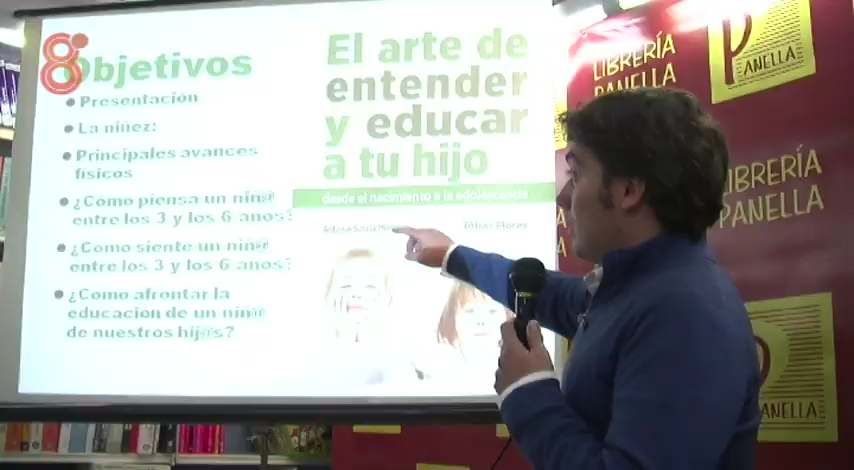 8
Objetivos
Presentación
La niñez:
Principales avances
físicos
¿Cómo piensa un niñ@
entre los 3 y los 6 años?
¿Como siente un niñ@
entre los 3 y los 6 años?
¿Como afrontar la
educación de un niñ@
de nuestros hij@s?
El arte de
entender
y educar
a tu hijo
desde el nacimiento a la adolescencia
LIBRERÍA
PANELLA
PANELLA
LIBRERÍA
PANELLA
PANELLA